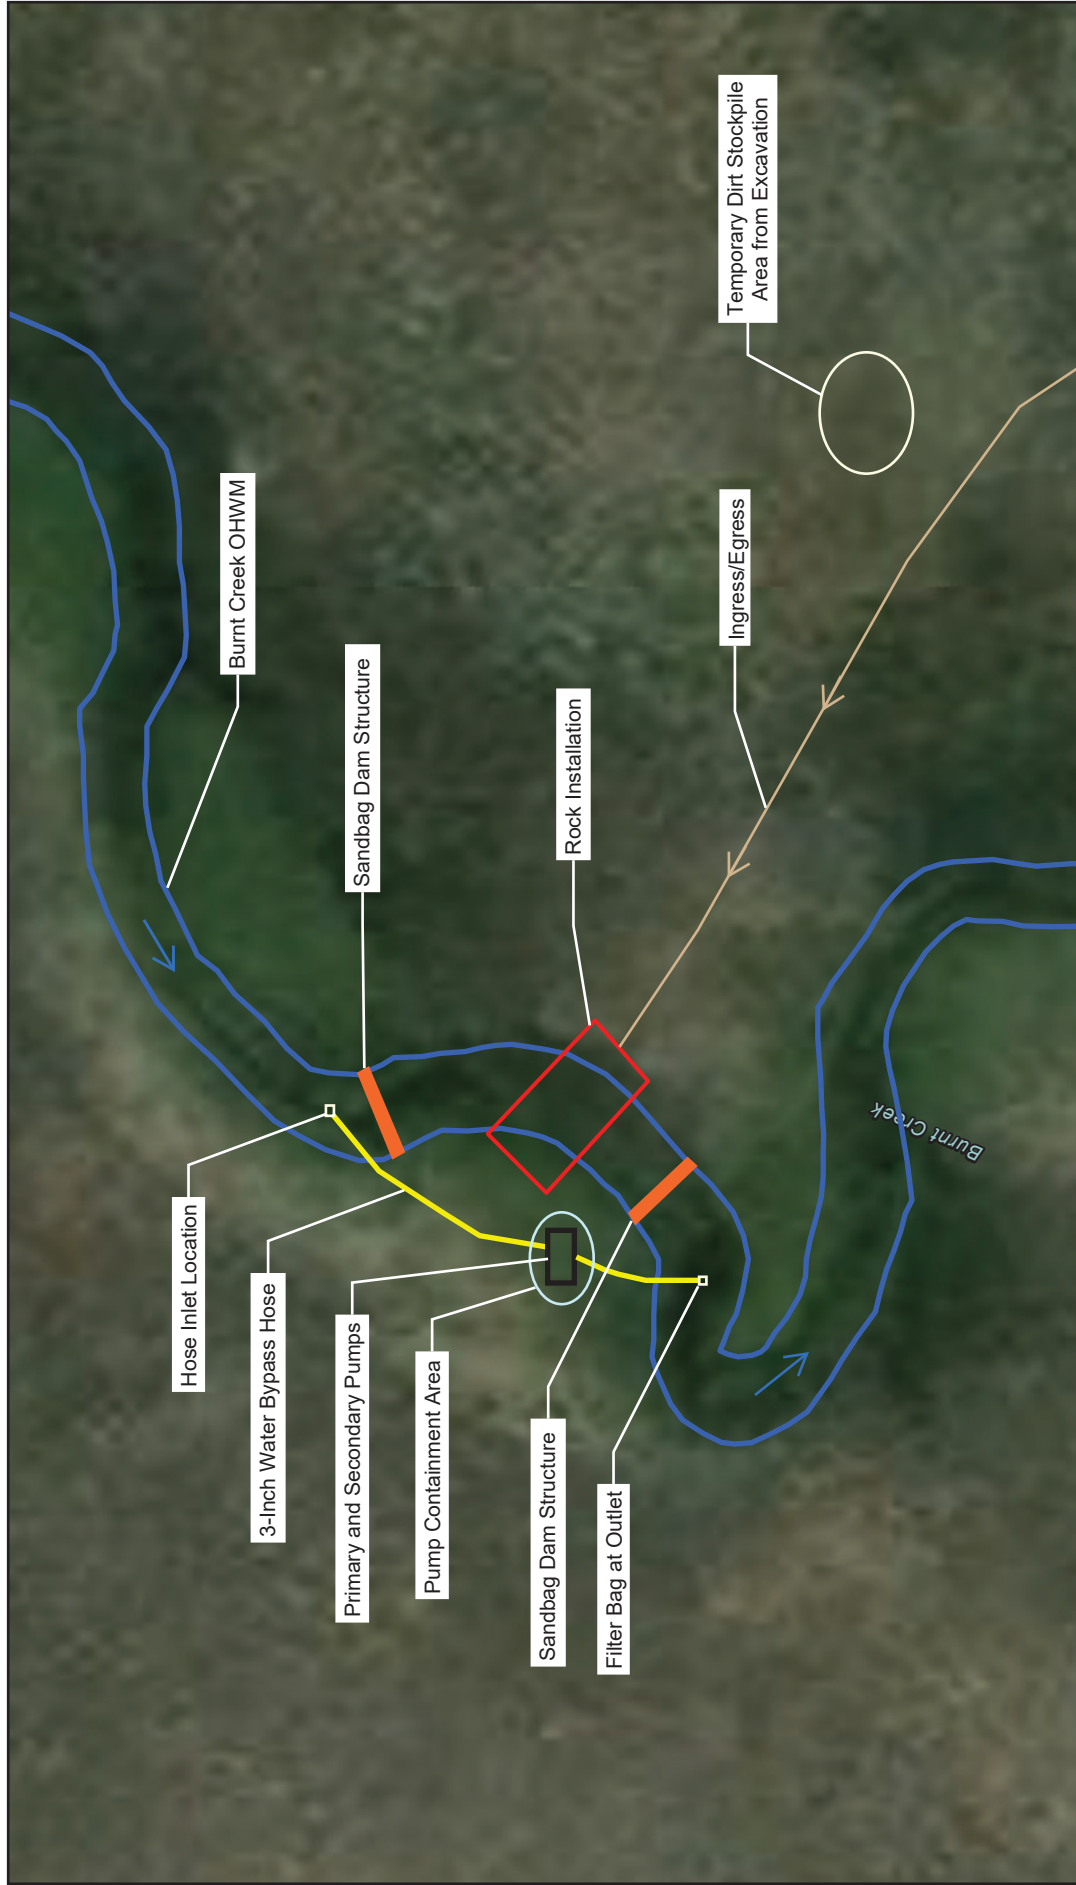 Hose Inlet Location
3-Inch Water Bypass Hose
Primary and Secondary Pumps
Pump Containment Area
Sandbag Dam Structure
Filter Bag at Outlet
Burnt Creek OHWM
Sandbag Dam Structure
Rock Installation
Ingress/Egress
Temporary Dirt Stockpile
Area from Excavation
Burnt Creek